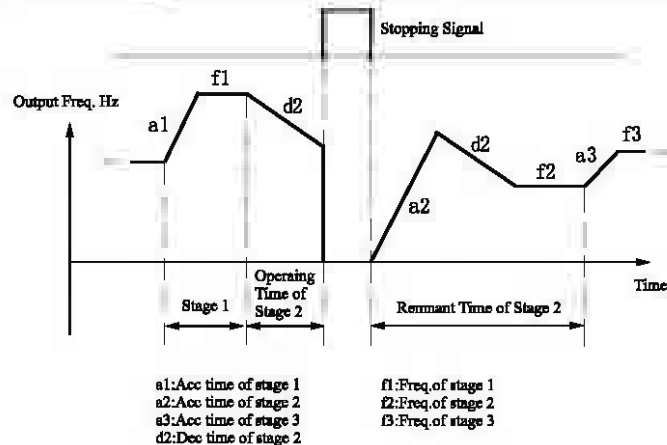 Stopping Signal
Output Freq. Hz
a1
f1
d2
a2
d2
f2
a3
f3
Time
Stage 1
Operaing
Time of
Stage 2
Remnant Time of Stage 2
a1:Acc time of stage 1
a2:Acc time of stage 2
a3:Acc time of stage 3
d2:Dec time of stage 2
f1:Freq.of stage 1
f2:Freq.of stage 2
f3:Freq.of stage 3